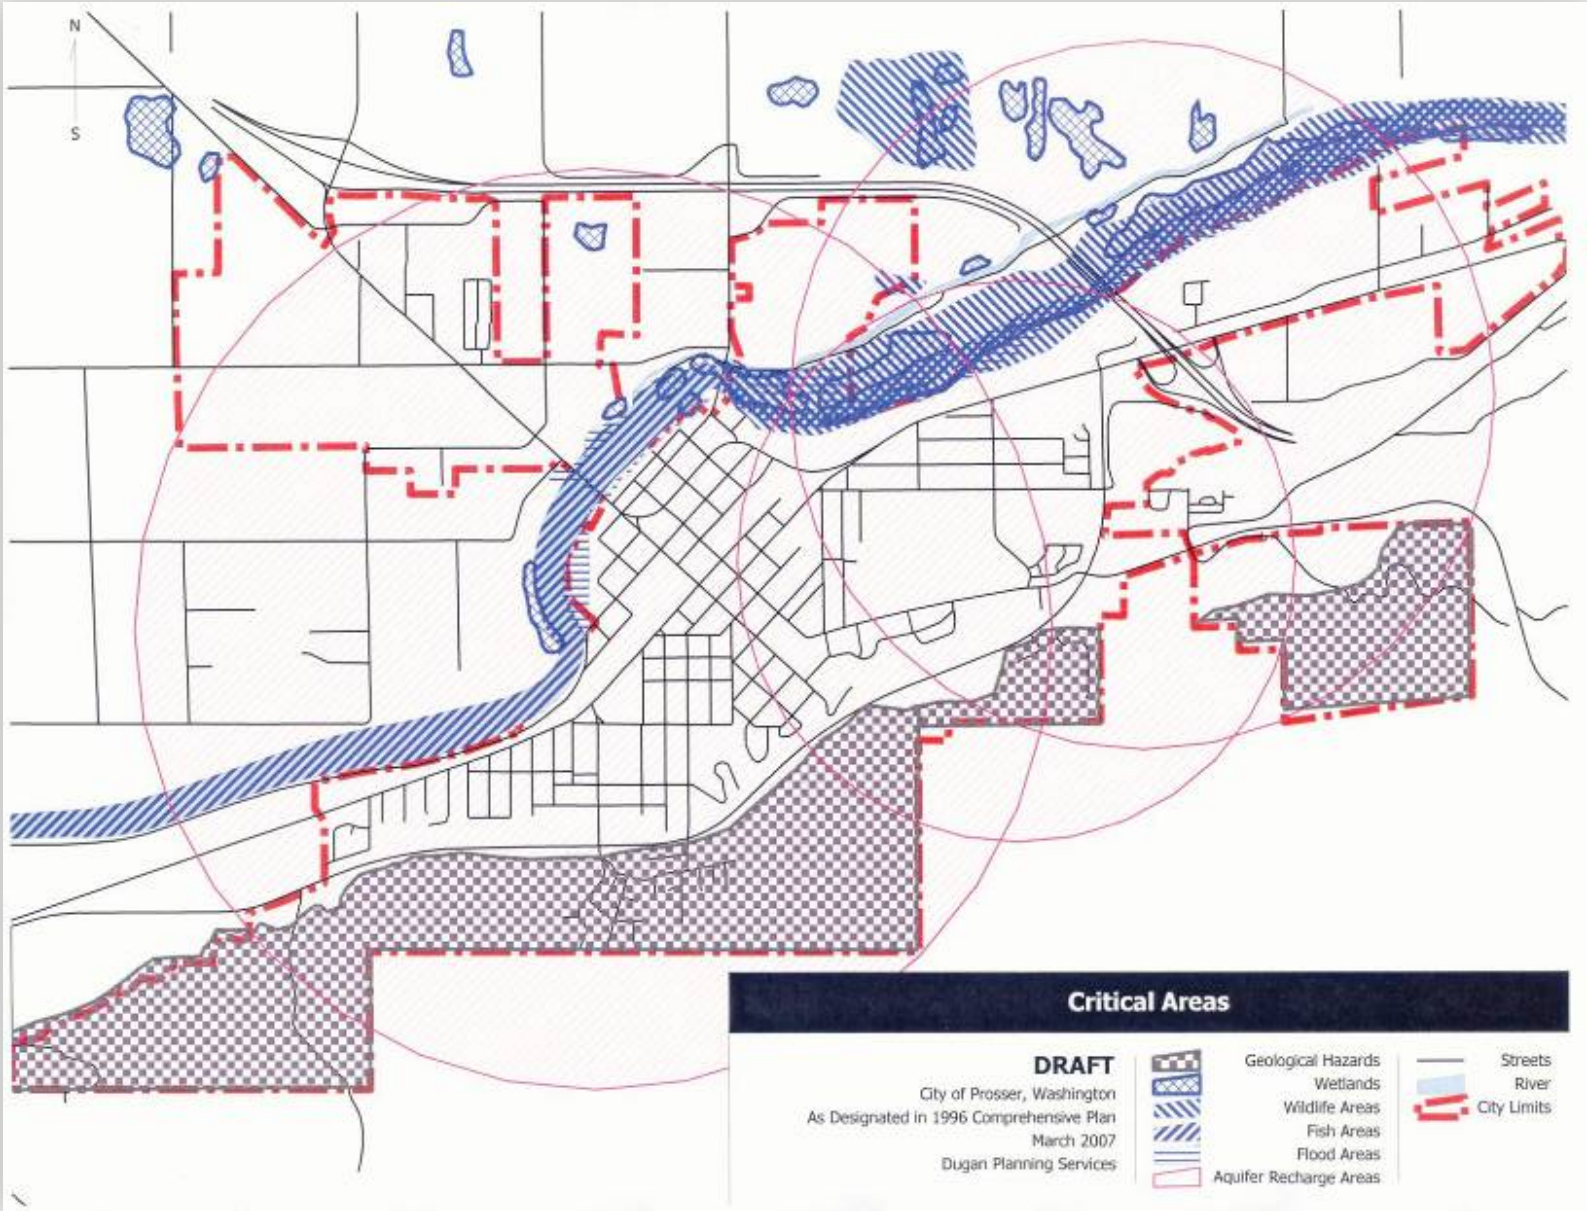 N
S
Critical Areas
DRAFT
City of Prosser, Washington
As Designated in 1996 Comprehensive Plan
March 2007
Dugan Planning Services
Geological Hazards
Wetlands
Wildlife Areas
Fish Areas
Flood Areas
Aquifer Recharge Areas
Streets
River
City Limits